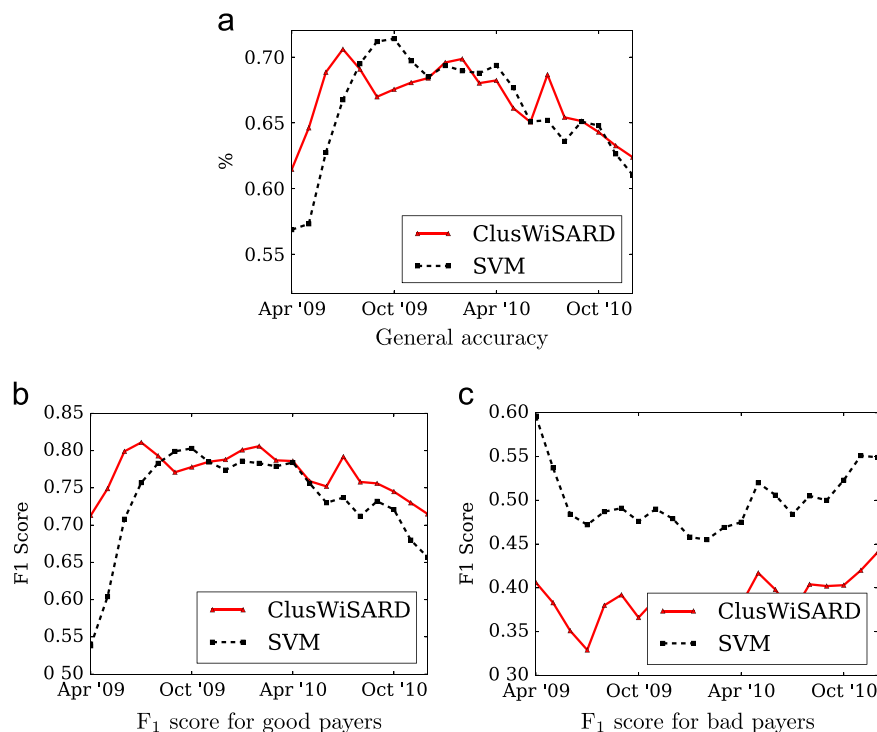 a
0.70
0.65
0.60
0.55
%
ClusWiSARD
SVM
Apr '09 Oct '09 Apr '10 Oct '10
General accuracy
b
0.85
0.80
0.75
0.70
0.65
0.60
0.55
0.50
F1 Score
ClusWiSARD
SVM
Apr '09 Oct '09 Apr '10 Oct '10
F1 score for good payers
c
0.60
0.55
0.50
0.45
0.40
0.35
0.30
F1 Score
ClusWiSARD
SVM
Apr '09 Oct '09 Apr '10 Oct '10
F1 score for bad payers